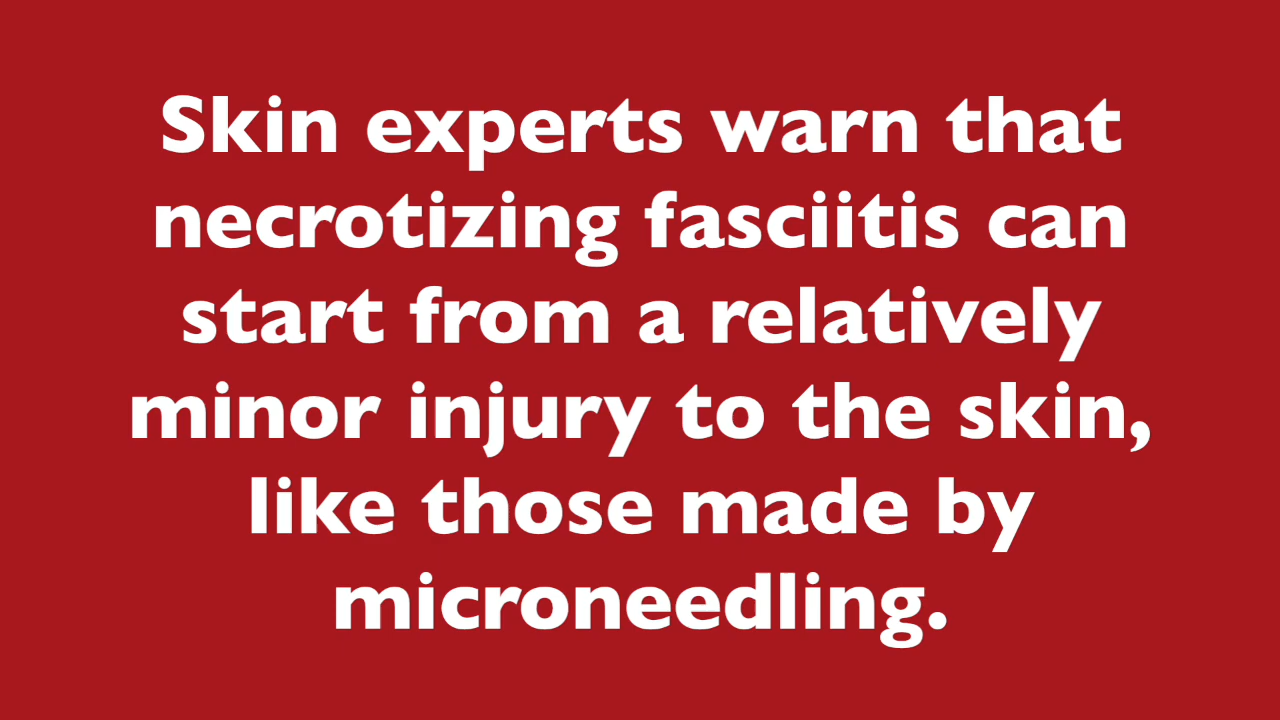 Skin experts warn that
necrotizing fasciitis can
start from a relatively
minor injury to the skin,
like those made by
microneedling.